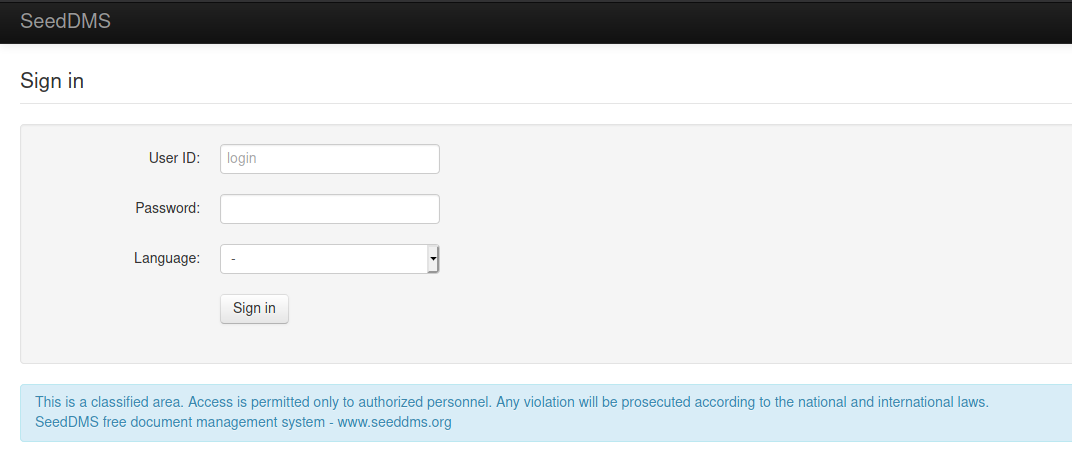 SeedDMS
Sign in
User ID: login
Password:
Language: -
Sign in
This is a classified area. Access is permitted only to authorized personnel. Any violation will be prosecuted according to the national and international laws.
SeedDMS free document management system - www.seeddms.org